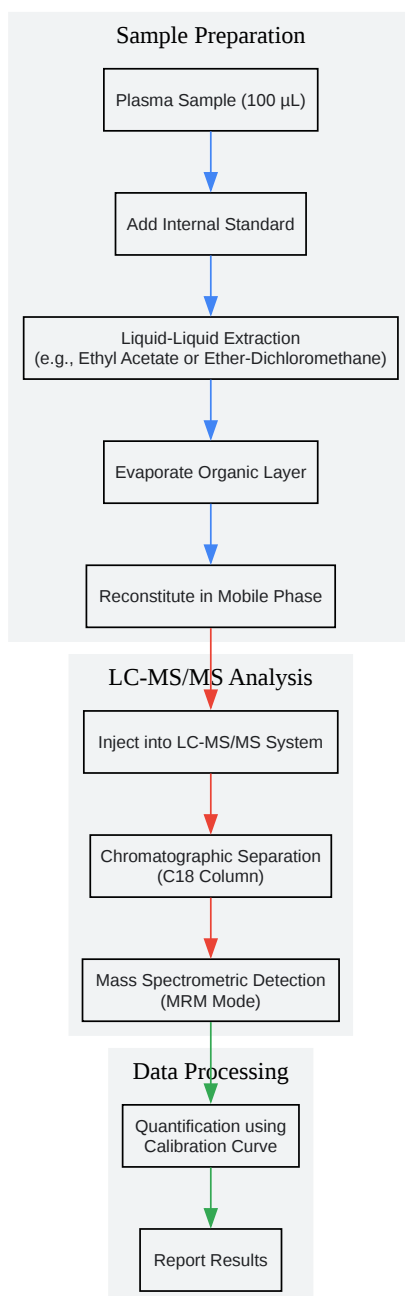 Sample Preparation
Plasma Sample (100 µL)
Add Internal Standard
Liquid-Liquid Extraction
(e.g., Ethyl Acetate or Ether-Dichloromethane)
Evaporate Organic Layer
Reconstitute in Mobile Phase
LC-MS/MS Analysis
Inject into LC-MS/MS System
Chromatographic Separation
(C18 Column)
Mass Spectrometric Detection
(MRM Mode)
Data Processing
Quantification using
Calibration Curve
Report Results